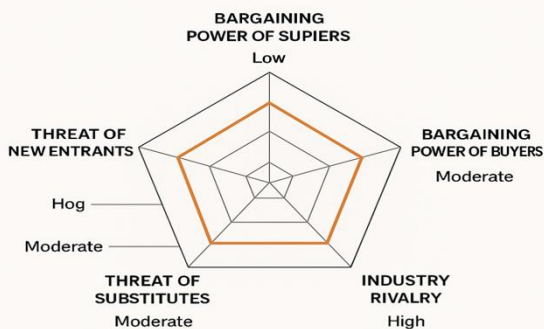 BARGAINING
POWER OF SUPIERS
Low
THREAT OF
NEW ENTRANTS
BARGAINING
POWER OF BUYERS
Moderate
Hog
Moderate
THREAT OF
SUBSTITUTES
Moderate
INDUSTRY
RIVALRY
High